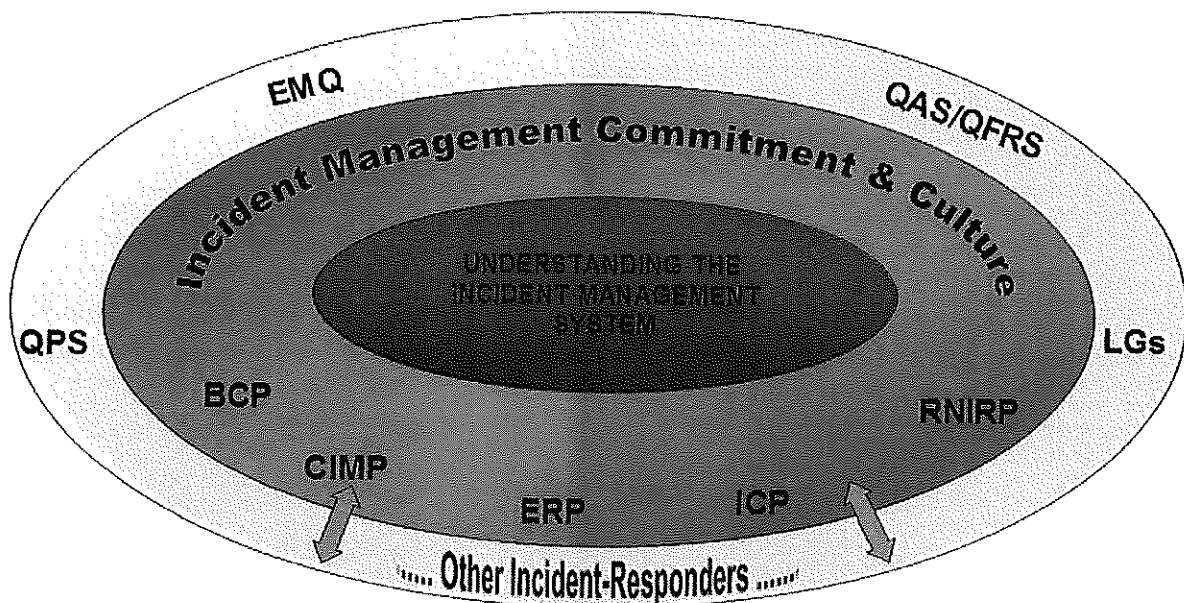 EMQ
QAS/QFRS
Incident Management Commitment & Culture
UNDERSTANDING THE
INCIDENT MANAGEMENT
SYSTEM
QPS
LGs
BCP
RNIRP
CIMP
ERP
ICP
...... Other Incident-Responders ......